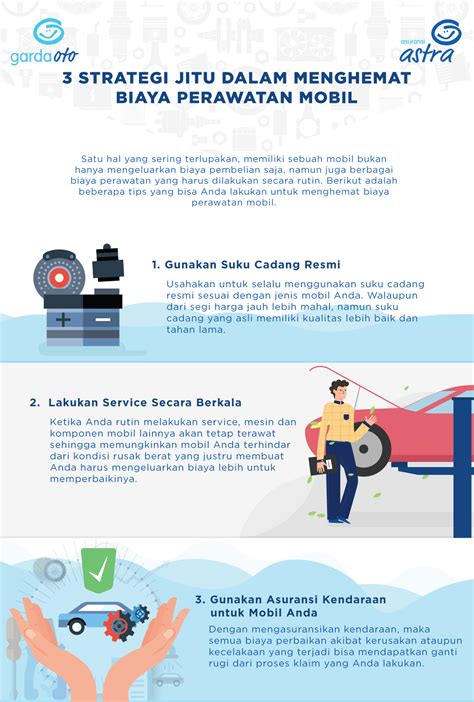 gardaoto
asuransi
astra
3 STRATEGI JITU DALAM MENGHEMAT
BIAYA PERAWATAN MOBIL
Satu hal yang sering terlupakan, memiliki sebuah mobil bukan
hanya mengeluarkan biaya pembelian saja, namun juga berbagai
biaya perawatan yang harus dilakukan secara rutin. Berikut adalah
beberapa tips yang bisa Anda lakukan untuk menghemat biaya
perawatan mobil.
1. Gunakan Suku Cadang Resmi
Usahakan untuk selalu menggunakan suku cadang
resmi sesuai dengan jenis mobil Anda. Walaupun
dari segi harga jauh lebih mahal, namun suku
cadang yang asli memiliki kualitas lebih baik dan
tahan lama.
2. Lakukan Service Secara Berkala
Ketika Anda rutin melakukan service, mesin dan
komponen mobil lainnya akan tetap terawat
sehingga memungkinkan mobil Anda terhindar
dari kondisi rusak berat yang justru membuat
Anda harus mengeluarkan biaya lebih untuk
memperbaikinya.
3. Gunakan Asuransi Kendaraan
untuk Mobil Anda
Dengan mengasuransikan kendaraan, maka
semua biaya perbaikan akibat kerusakan ataupun
kecelakaan yang terjadi bisa mendapatkan ganti
rugi dari proses klaim yang Anda lakukan.